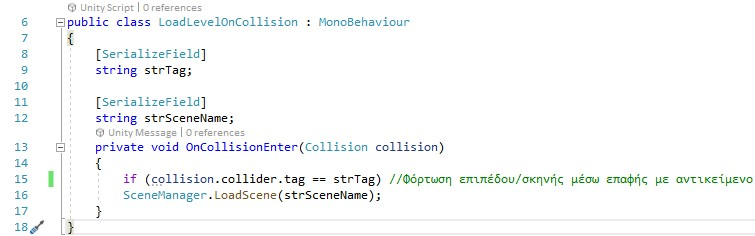 Unity Script | 0 references
6 public class LoadLevelOnCollision : MonoBehaviour
7 {
8 [SerializeField]
9 string strTag;
10
11 [SerializeField]
12 string strSceneName;
Unity Message | 0 references
13 private void OnCollisionEnter(Collision collision)
14 {
15 if (collision.collider.tag == strTag) //Φόρτωση επιπέδου/σκηνής μέσω επαφής με αντικείμενο
16 SceneManager.LoadScene(strSceneName);
17 }
18 }